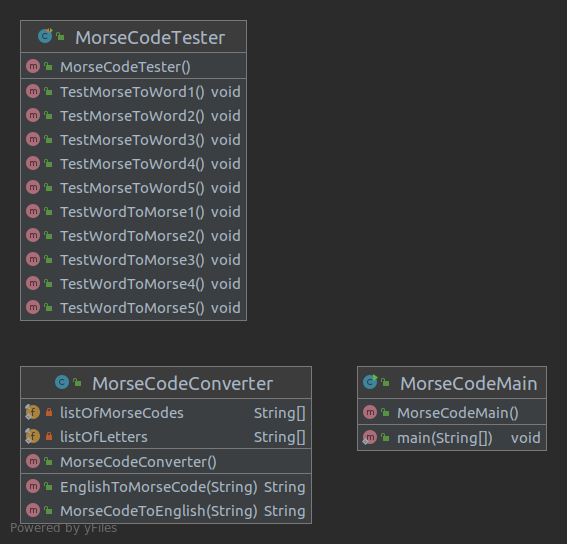 MorseCodeTester
MorseCodeTester()
TestMorseToWord1() void
TestMorseToWord2() void
TestMorseToWord3() void
TestMorseToWord4() void
TestMorseToWord5() void
TestWordToMorse1() void
TestWordToMorse2() void
TestWordToMorse3() void
TestWordToMorse4() void
TestWordToMorse5() void
MorseCodeConverter
listOfMorseCodes String[]
listOfLetters String[]
MorseCodeConverter()
EnglishToMorseCode(String) String
MorseCodeToEnglish(String) String
MorseCodeMain
MorseCodeMain()
main(String[]) void
Powered by yFiles